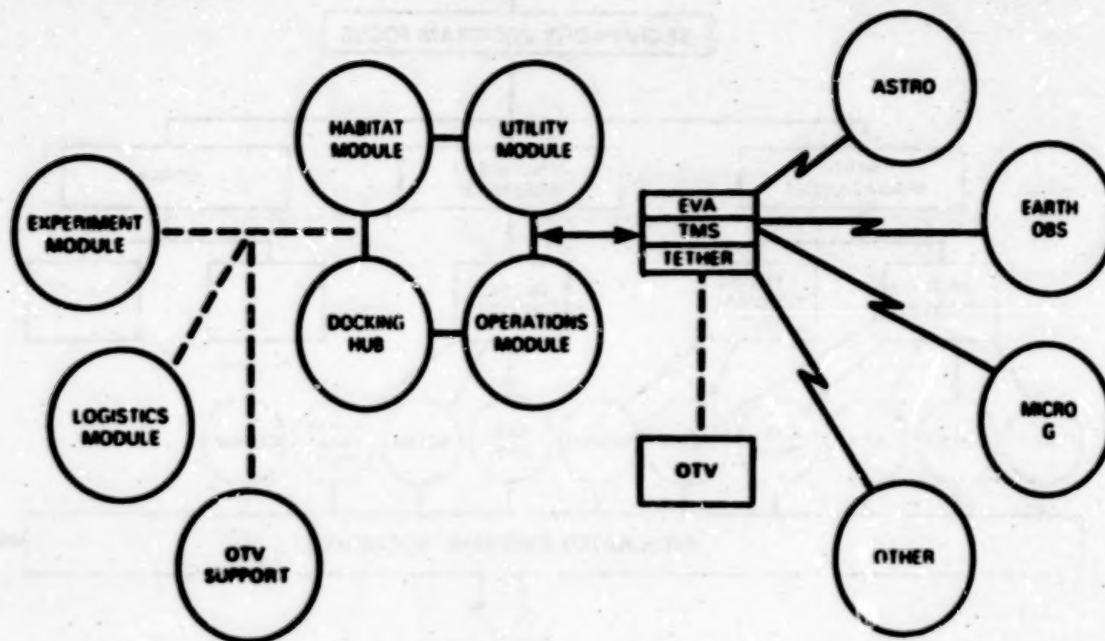 HABITAT
MODULE
UTILITY
MODULE
ASTRO
EXPERIMENT
MODULE
EVA
TMS
TETHER
EARTH
OBS
DOCKING
HUB
OPERATIONS
MODULE
LOGISTICS
MODULE
MICRO
G
OTV
OTV
SUPPORT
OTHER